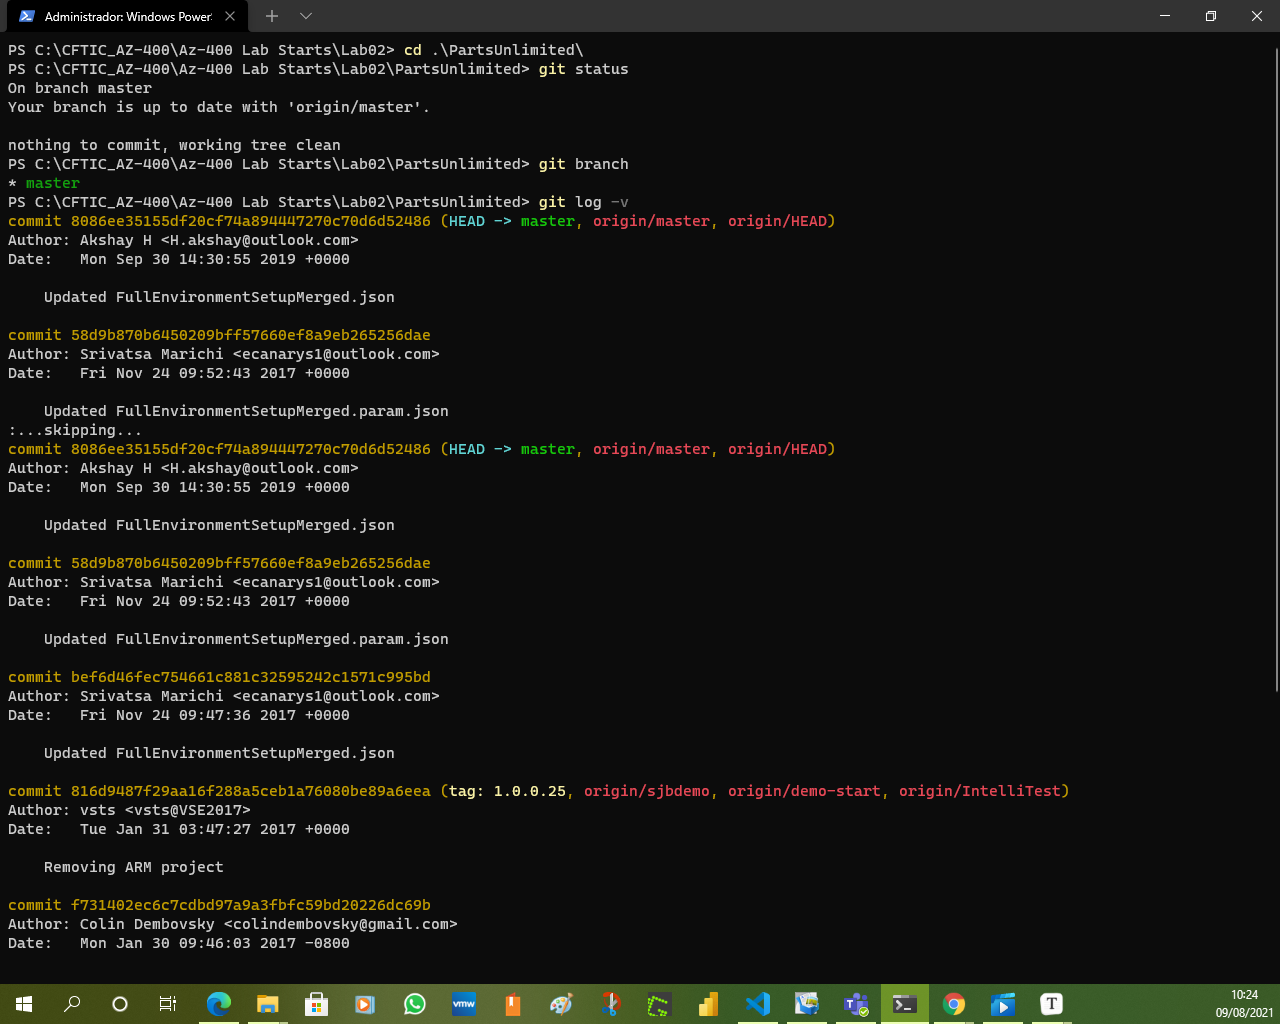 Administrador: Windows Power
PS C:\CFTIC_AZ-400\Az-400 Lab Starts\Lab02> cd .\PartsUnlimited\
PS C:\CFTIC_AZ-400\Az-400 Lab Starts\Lab02\PartsUnlimited> git status
On branch master
Your branch is up to date with 'origin/master'.
nothing to commit, working tree clean
PS C:\CFTIC_AZ-400\Az-400 Lab Starts\Lab02\PartsUnlimited> git branch
* master
PS C:\CFTIC_AZ-400\Az-400 Lab Starts\Lab02\PartsUnlimited> git log -v
commit 8086ee35155df20cf74a894447270c70d6d52486 (HEAD -> master, origin/master, origin/HEAD)
Author: Akshay H <H.akshay@outlook.com>
Date:   Mon Sep 30 14:30:55 2019 +0000
Updated FullEnvironmentSetupMerged.json
commit 58d9b870b6450209bff57660ef8a9eb265256dae
Author: Srivatsa Marichi <ecanarys1@outlook.com>
Date:   Fri Nov 24 09:52:43 2017 +0000
Updated FullEnvironmentSetupMerged.param.json
:...skipping...
commit 8086ee35155df20cf74a894447270c70d6d52486 (HEAD -> master, origin/master, origin/HEAD)
Author: Akshay H <H.akshay@outlook.com>
Date:   Mon Sep 30 14:30:55 2019 +0000
Updated FullEnvironmentSetupMerged.json
commit 58d9b870b6450209bff57660ef8a9eb265256dae
Author: Srivatsa Marichi <ecanarys1@outlook.com>
Date:   Fri Nov 24 09:52:43 2017 +0000
Updated FullEnvironmentSetupMerged.param.json
commit bef6d46fec754661c881c32595242c1571c995bd
Author: Srivatsa Marichi <ecanarys1@outlook.com>
Date:   Fri Nov 24 09:47:36 2017 +0000
Updated FullEnvironmentSetupMerged.json
commit 816d9487f29aa16f288a5ceb1a76080be89a6eea (tag: 1.0.0.25, origin/sjbdemo, origin/demo-start, origin/IntelliTest)
Author: vsts <vsts@VSE2017>
Date:   Tue Jan 31 03:47:27 2017 +0000
Removing ARM project
commit f731402ec6c7cdbd97a9a3fbfc59bd20226dc69b
Author: Colin Dembovsky <colindembovsky@gmail.com>
Date:   Mon Jan 30 09:46:03 2017 -0800
vmw
T
10:24
09/08/2021